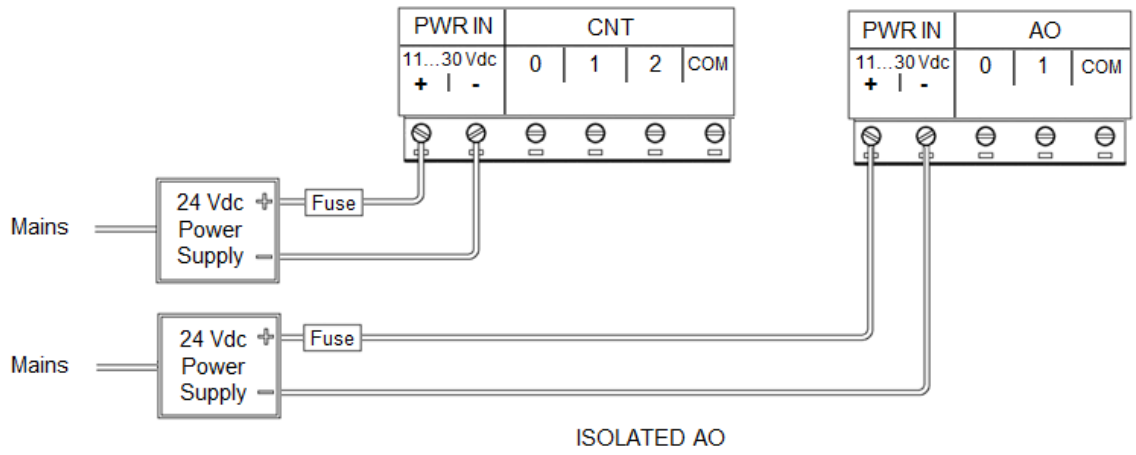 PWR IN CNT
11...30 Vdc 0 1 2 COM
+ -
PWR IN AO
11...30 Vdc 0 1 COM
+ -
Mains
24 Vdc +
Power
Supply -
Fuse
Mains
24 Vdc +
Power
Supply -
Fuse
ISOLATED AO